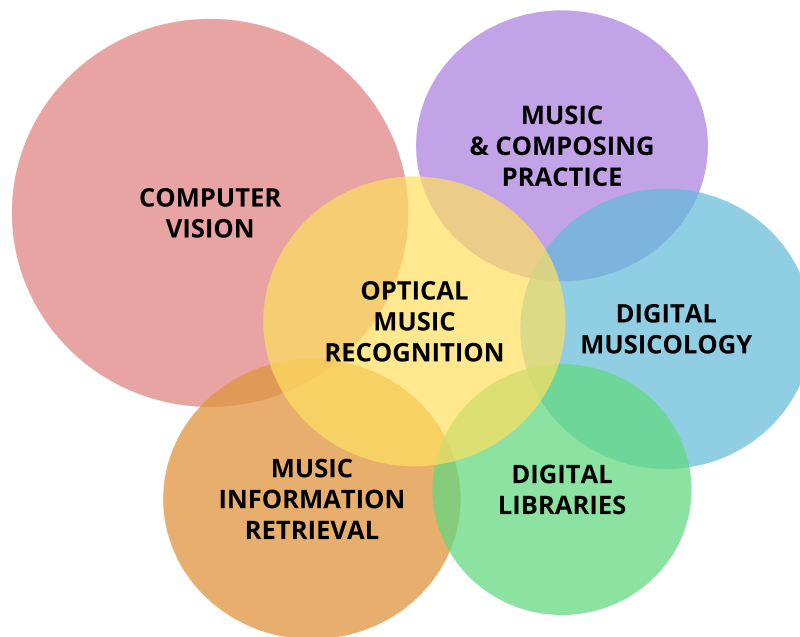 COMPUTER
VISION
MUSIC
& COMPOSING
PRACTICE
OPTICAL
MUSIC
RECOGNITION
DIGITAL
MUSICOLOGY
MUSIC
INFORMATION
RETRIEVAL
DIGITAL
LIBRARIES